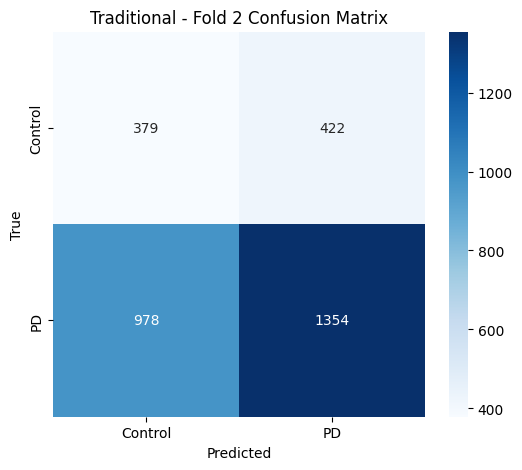 Traditional - Fold 2 Confusion Matrix
True
Control
379
422
PD
978
1354
Control
PD
Predicted
1200
1000
800
600
400